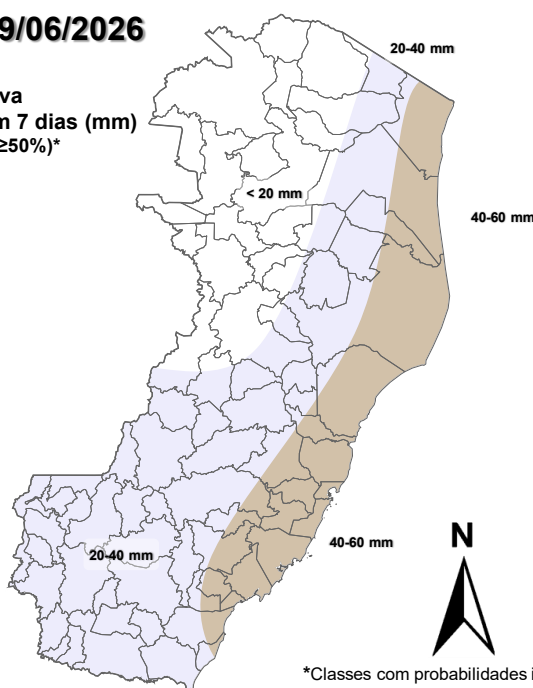 9/06/2026
20-40 mm
va
m 7 dias (mm)
≥50%)*
< 20 mm
40-60 mm
40-60 mm
N
20-40 mm
*Classes com probabilidades i